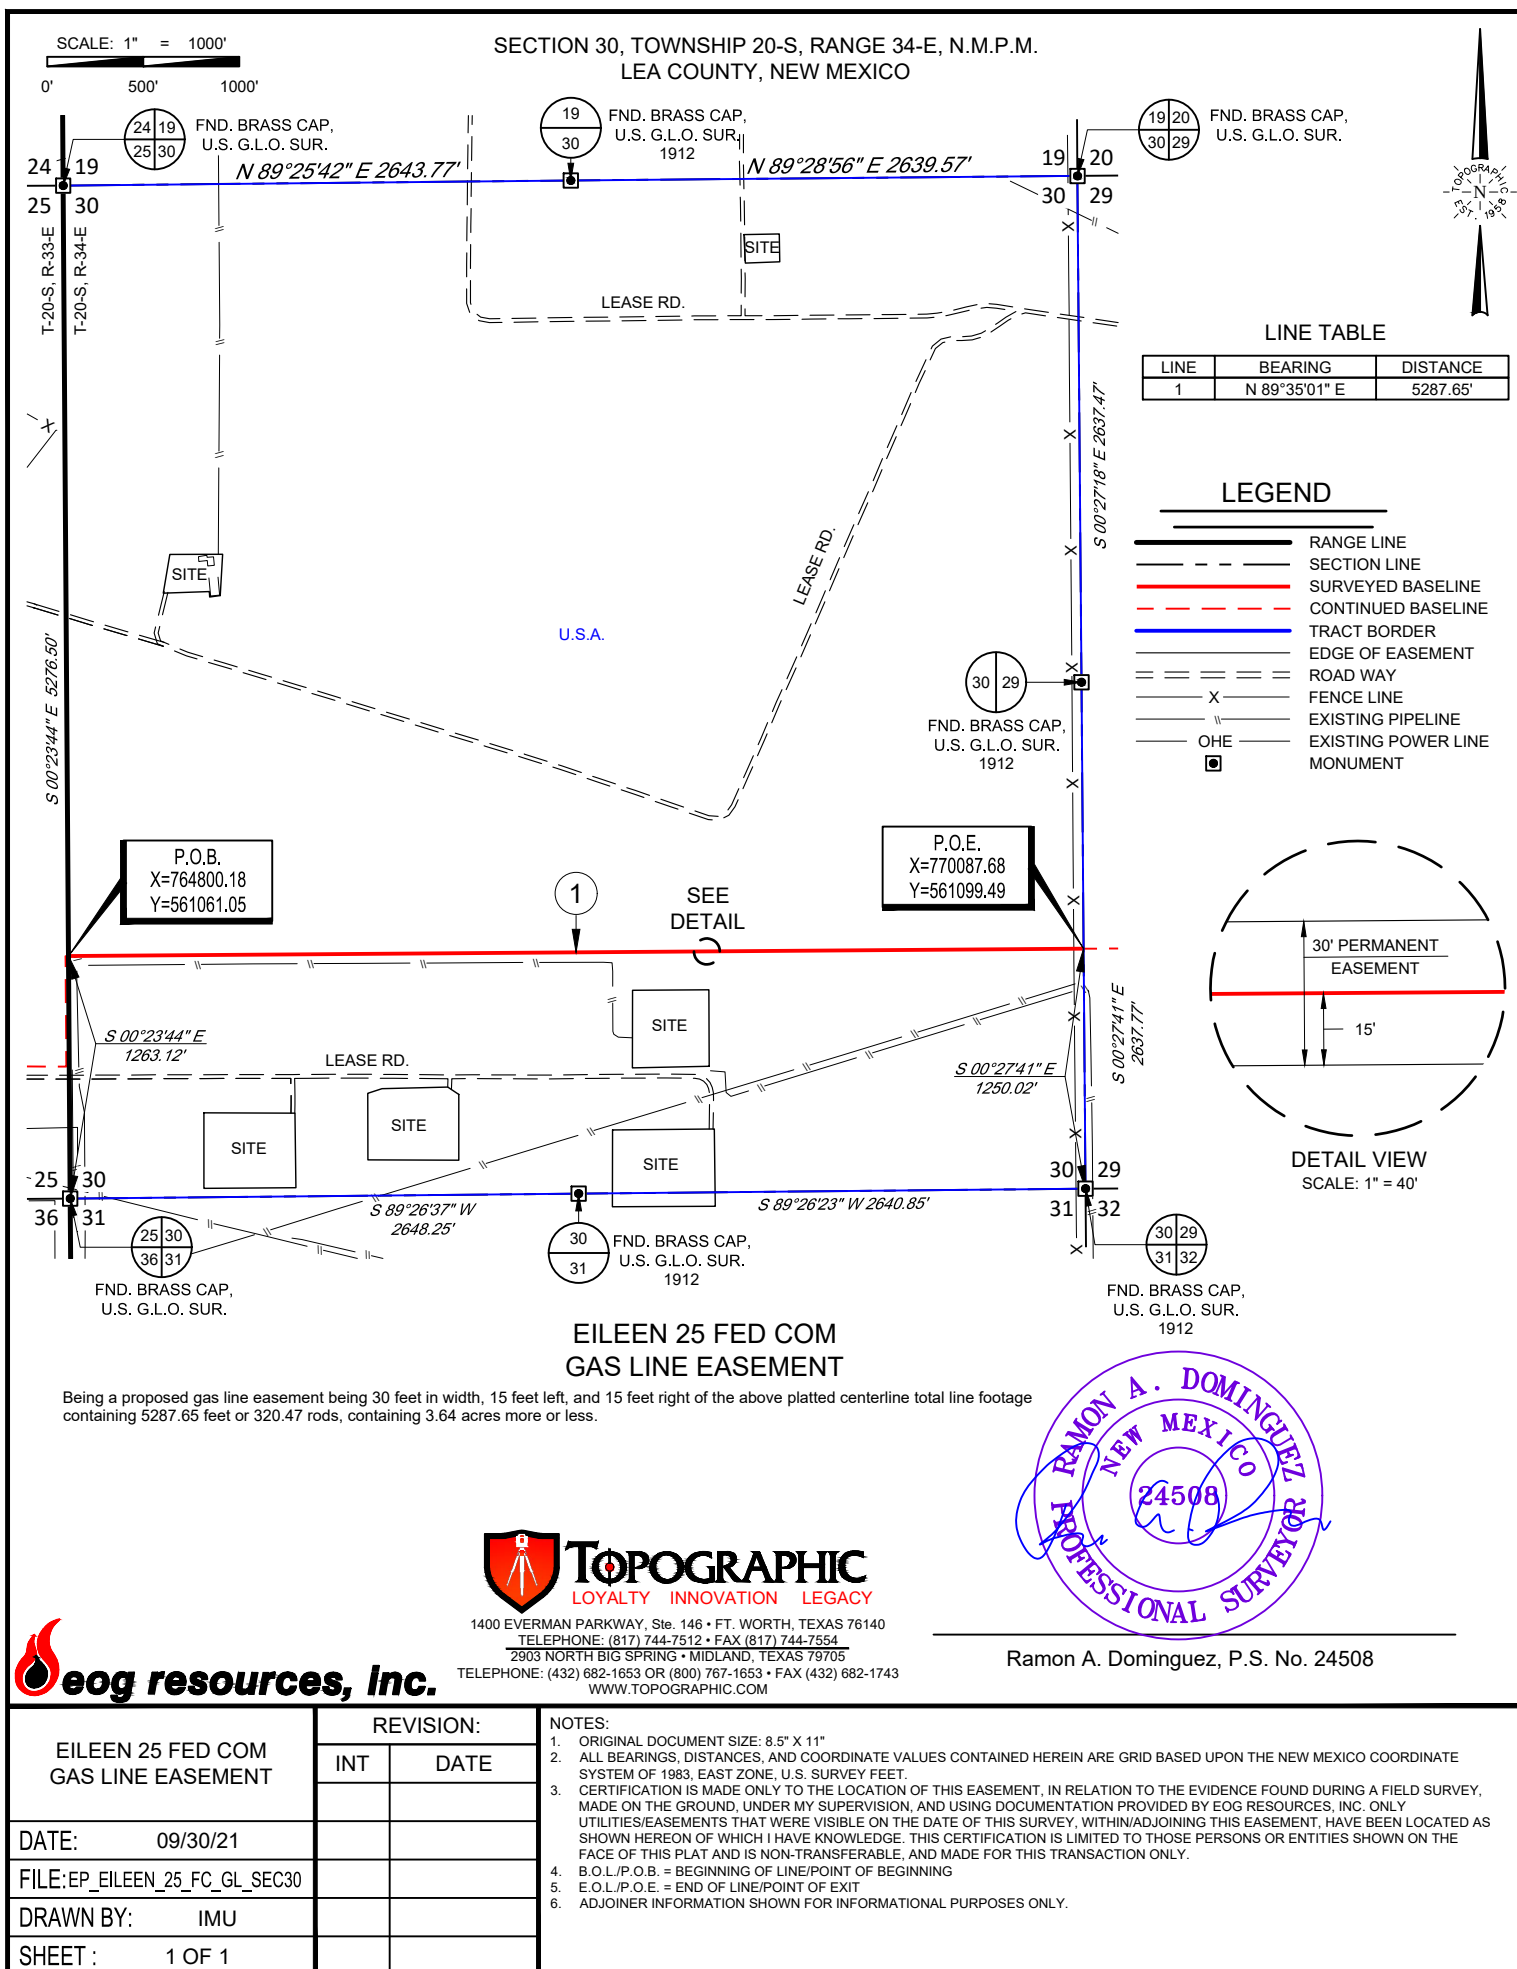 SCALE: 1" = 1000'
0' 500' 1000'
SECTION 30, TOWNSHIP 20-S, RANGE 34-E, N.M.P.M.
LEA COUNTY, NEW MEXICO
24 19
25 30
FND. BRASS CAP,
U.S. G.L.O. SUR.
19
30
FND. BRASS CAP,
U.S. G.L.O. SUR.
1912
19 20
30 29
FND. BRASS CAP,
U.S. G.L.O. SUR.
TOPOGRAPHIC
N
EST. 1958
24 19
25 30
N 89°25'42" E 2643.77'
N 89°28'56" E 2639.57'
19 20
30 29
T-20-S, R-33-E
T-20-S, R-34-E
SITE
LEASE RD.
X
LINE TABLE
LINE BEARING DISTANCE
1 N 89°35'01" E 5287.65'
X
X
S 00°27'18" E 2637.47'
LEGEND
RANGE LINE
SECTION LINE
SURVEYED BASELINE
CONTINUED BASELINE
TRACT BORDER
EDGE OF EASEMENT
ROAD WAY
X FENCE LINE
EXISTING PIPELINE
OHE EXISTING POWER LINE
MONUMENT
X
LEASE RD.
SITE
U.S.A.
S 00°23'44" E 5276.50'
X
30 29
FND. BRASS CAP,
U.S. G.L.O. SUR.
1912
X
P.O.B.
X=764800.18
Y=561061.05
1
SEE
DETAIL
P.O.E.
X=770087.68
Y=561099.49
X
30' PERMANENT
EASEMENT
15'
DETAIL VIEW
SCALE: 1" = 40'
S 00°23'44" E
1263.12'
LEASE RD.
SITE
X
S 00°27'41" E
1250.02'
S 00°27'41" E
2637.77'
SITE
SITE
SITE
X
25 30
36 31
S 89°26'37" W
2648.25'
S 89°26'23" W 2640.85'
30 29
31 32
X
25 30
36 31
FND. BRASS CAP,
U.S. G.L.O. SUR.
30
31
FND. BRASS CAP,
U.S. G.L.O. SUR.
1912
30 29
31 32
FND. BRASS CAP,
U.S. G.L.O. SUR.
1912
EILEEN 25 FED COM
GAS LINE EASEMENT
Being a proposed gas line easement being 30 feet in width, 15 feet left, and 15 feet right of the above platted centerline total line footage
containing 5287.65 feet or 320.47 rods, containing 3.64 acres more or less.
RAMON A. DOMINGUEZ
NEW MEXICO
24508
PROFESSIONAL SURVEYOR
Ramon A. Dominguez, P.S. No. 24508
TOPOGRAPHIC
LOYALTY INNOVATION LEGACY
1400 EVERMAN PARKWAY, Ste. 146 • FT. WORTH, TEXAS 76140
TELEPHONE: (817) 744-7512 • FAX (817) 744-7554
2903 NORTH BIG SPRING • MIDLAND, TEXAS 79705
TELEPHONE: (432) 682-1653 OR (800) 767-1653 • FAX (432) 682-1743
WWW.TOPOGRAPHIC.COM
eog resources, inc.
EILEEN 25 FED COM
GAS LINE EASEMENT
DATE: 09/30/21
FILE:EP_EILEEN_25_FC_GL_SEC30
DRAWN BY: IMU
SHEET : 1 OF 1
REVISION:
INT DATE
NOTES:
1. ORIGINAL DOCUMENT SIZE: 8.5" X 11"
2. ALL BEARINGS, DISTANCES, AND COORDINATE VALUES CONTAINED HEREIN ARE GRID BASED UPON THE NEW MEXICO COORDINATE
SYSTEM OF 1983, EAST ZONE, U.S. SURVEY FEET.
3. CERTIFICATION IS MADE ONLY TO THE LOCATION OF THIS EASEMENT, IN RELATION TO THE EVIDENCE FOUND DURING A FIELD SURVEY,
MADE ON THE GROUND, UNDER MY SUPERVISION, AND USING DOCUMENTATION PROVIDED BY EOG RESOURCES, INC. ONLY
UTILITIES/EASEMENTS THAT WERE VISIBLE ON THE DATE OF THIS SURVEY, WITHIN/ADJOINING THIS EASEMENT, HAVE BEEN LOCATED AS
SHOWN HEREON OF WHICH I HAVE KNOWLEDGE. THIS CERTIFICATION IS LIMITED TO THOSE PERSONS OR ENTITIES SHOWN ON THE
FACE OF THIS PLAT AND IS NON-TRANSFERABLE, AND MADE FOR THIS TRANSACTION ONLY.
4. B.O.L./P.O.B. = BEGINNING OF LINE/POINT OF BEGINNING
5. E.O.L./P.O.E. = END OF LINE/POINT OF EXIT
6. ADJOINER INFORMATION SHOWN FOR INFORMATIONAL PURPOSES ONLY.